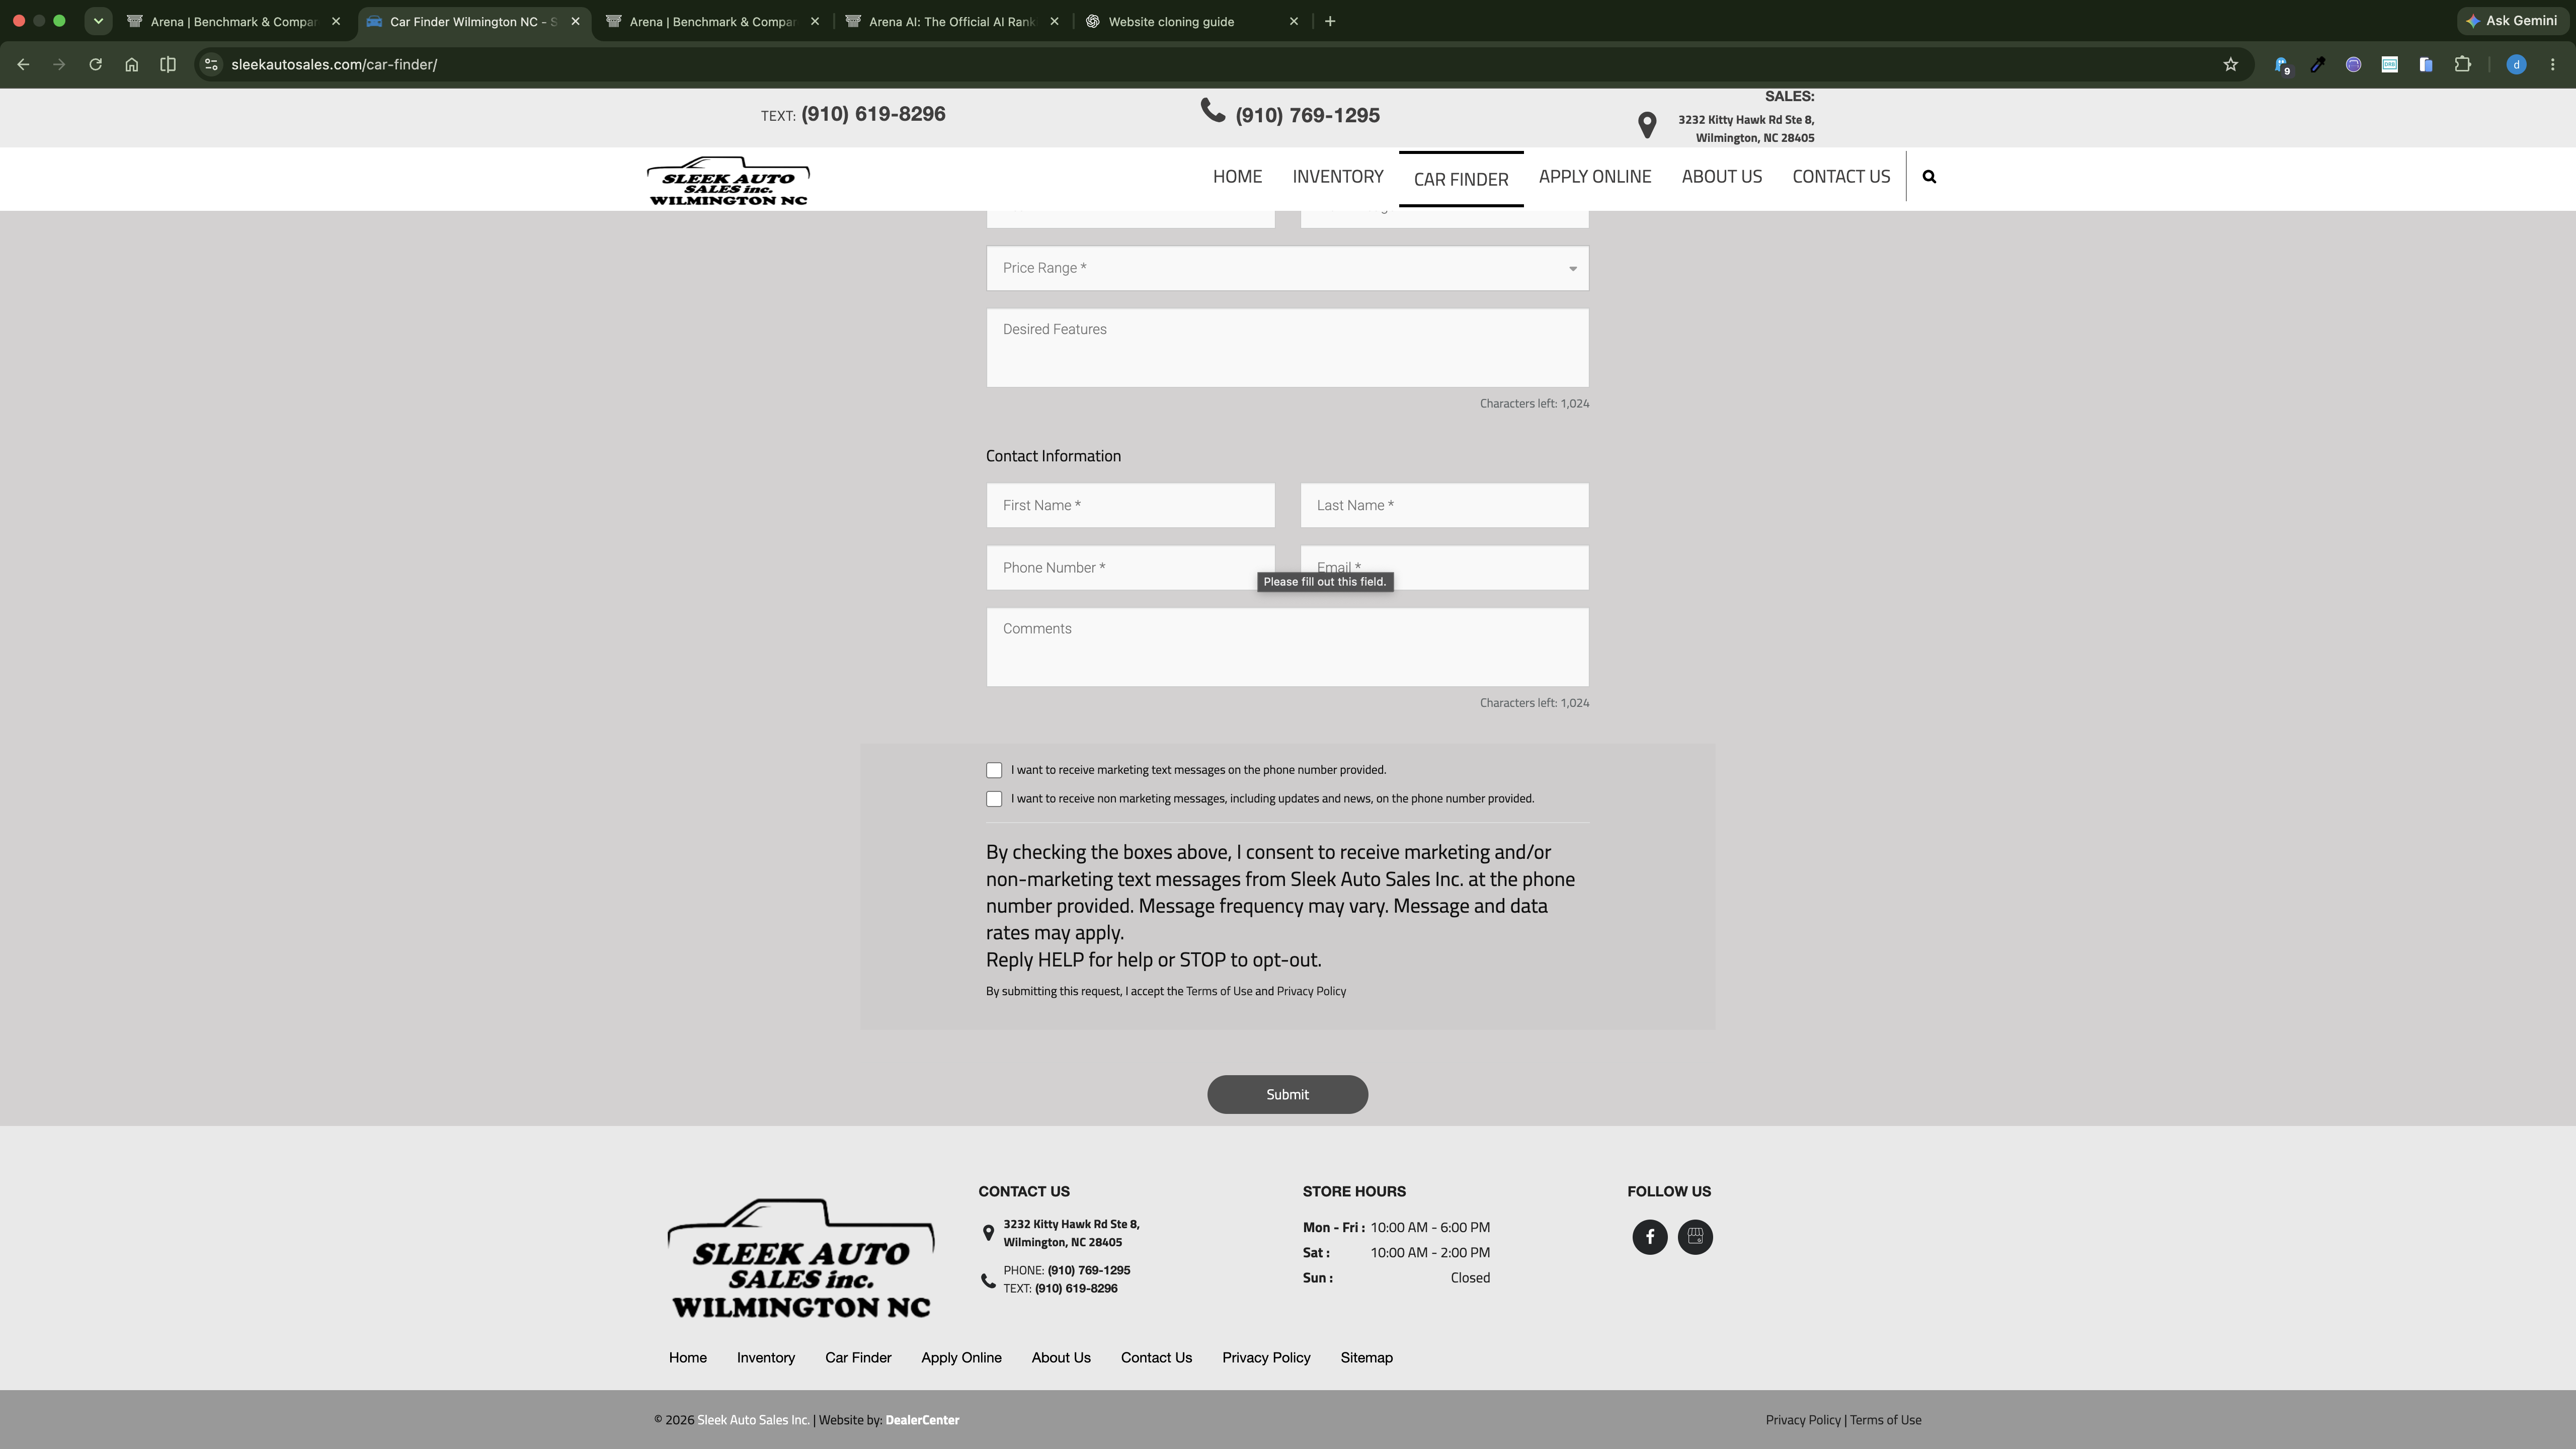 Arena | Benchmark & Compar
Car Finder Wilmington NC - S
Arena | Benchmark & Compar
Arena AI: The Official AI Rank
Website cloning guide
Ask Gemini
sleekautosales.com/car-finder/
9
d
TEXT: (910) 619-8296
(910) 769-1295
SALES:
3232 Kitty Hawk Rd Ste 8,
Wilmington, NC 28405
SLEEK AUTO
SALES inc.
WILMINGTON NC
HOME
INVENTORY
CAR FINDER
APPLY ONLINE
ABOUT US
CONTACT US
Price Range *
Desired Features
Characters left: 1,024
Contact Information
First Name *
Last Name *
Phone Number *
Email *
Please fill out this field.
Comments
Characters left: 1,024
I want to receive marketing text messages on the phone number provided.
I want to receive non marketing messages, including updates and news, on the phone number provided.
By checking the boxes above, I consent to receive marketing and/or
non-marketing text messages from Sleek Auto Sales Inc. at the phone
number provided. Message frequency may vary. Message and data
rates may apply.
Reply HELP for help or STOP to opt-out.
By submitting this request, I accept the Terms of Use and Privacy Policy
Submit
SLEEK AUTO
SALES inc.
WILMINGTON NC
CONTACT US
3232 Kitty Hawk Rd Ste 8,
Wilmington, NC 28405
PHONE: (910) 769-1295
TEXT: (910) 619-8296
STORE HOURS
Mon - Fri : 10:00 AM - 6:00 PM
Sat : 10:00 AM - 2:00 PM
Sun : Closed
FOLLOW US
Home
Inventory
Car Finder
Apply Online
About Us
Contact Us
Privacy Policy
Sitemap
© 2026 Sleek Auto Sales Inc. | Website by: DealerCenter
Privacy Policy | Terms of Use